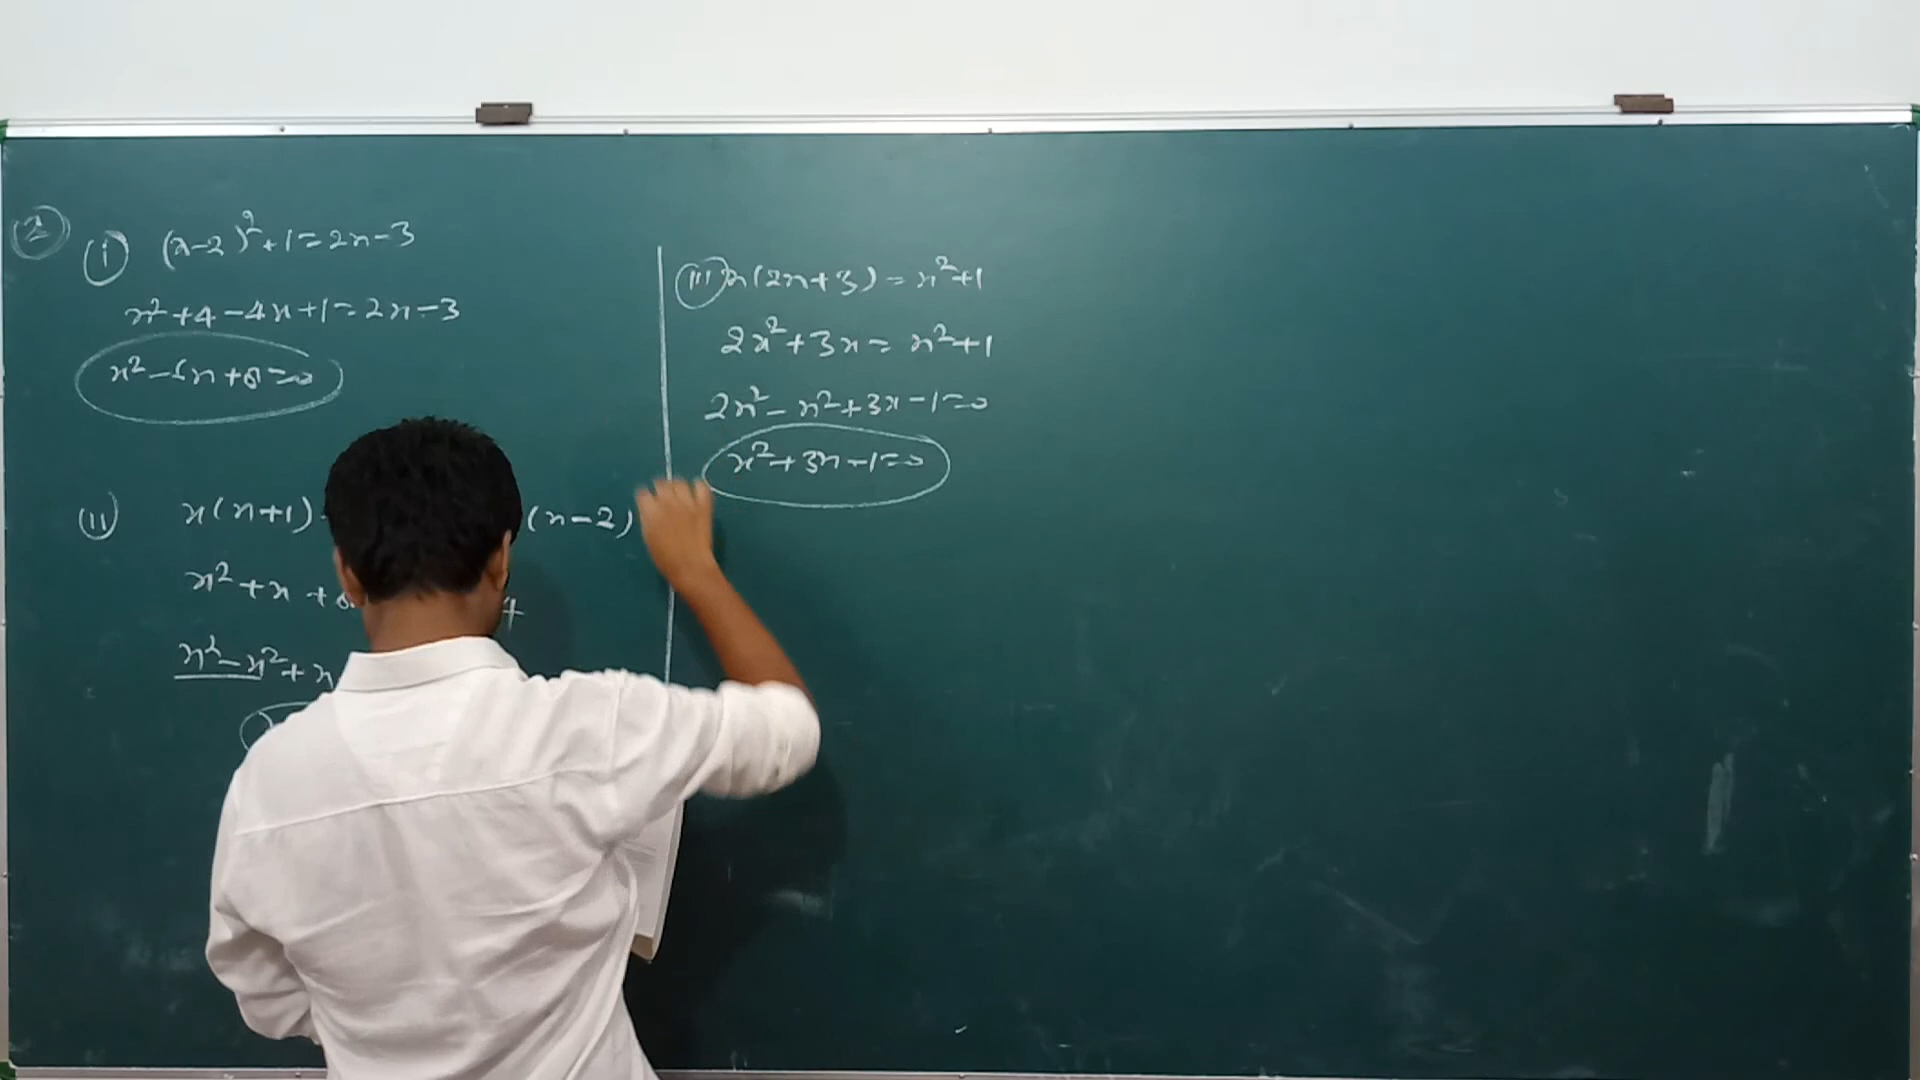 2
(i) (x-2)²+1=2x-3
x²+4-4x+1=2x-3
x²-6x+8=0
(ii) x(x+1) (x-2)
x²+x+8
x²-x²+x
(iii) x(2x+3)=x²+1
2x²+3x=x²+1
2x²-x²+3x-1=0
x²+3x-1=0